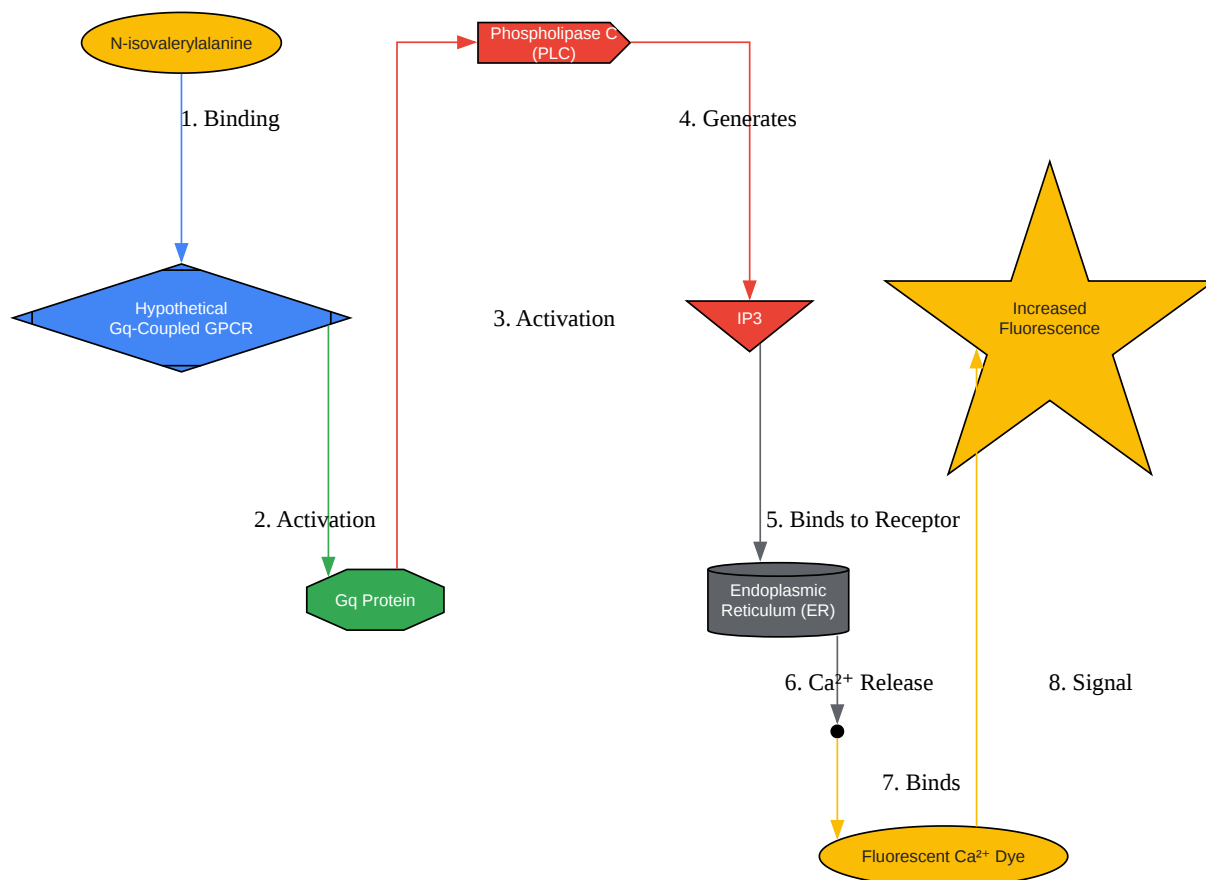 N-isovalerylalanine
1. Binding
Hypothetical
Gq-Coupled GPCR
2. Activation
Gq Protein
3. Activation
Phospholipase C
(PLC)
4. Generates
IP3
5. Binds to Receptor
Endoplasmic
Reticulum (ER)
6. Ca²⁺ Release
7. Binds
Fluorescent Ca²⁺ Dye
8. Signal
Increased
Fluorescence